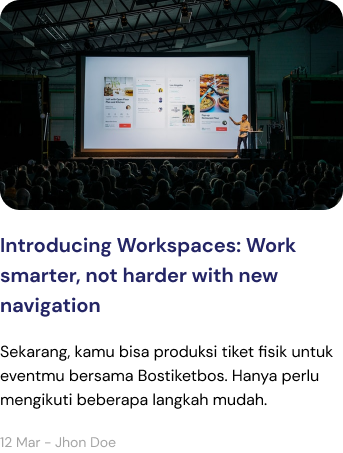 Introducing Workspaces: Work
smarter, not harder with new
navigation
Sekarang, kamu bisa produksi tiket fisik untuk
eventmu bersama Bostiketbos. Hanya perlu
mengikuti beberapa langkah mudah.
12 Mar - Jhon Doe